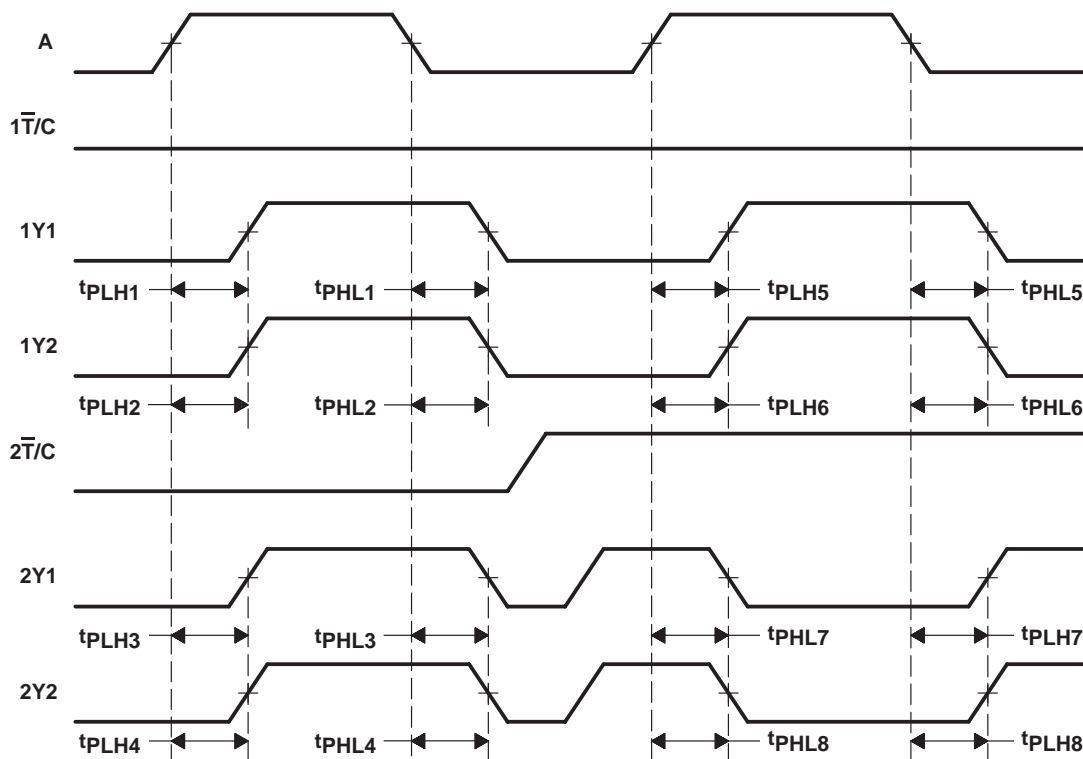 A
1T̅/C
1Y1
tPLH1 tPHL1 tPLH5 tPHL5
1Y2
tPLH2 tPHL2 tPLH6 tPHL6
2T̅/C
2Y1
tPLH3 tPHL3 tPHL7 tPLH7
2Y2
tPLH4 tPHL4 tPHL8 tPLH8